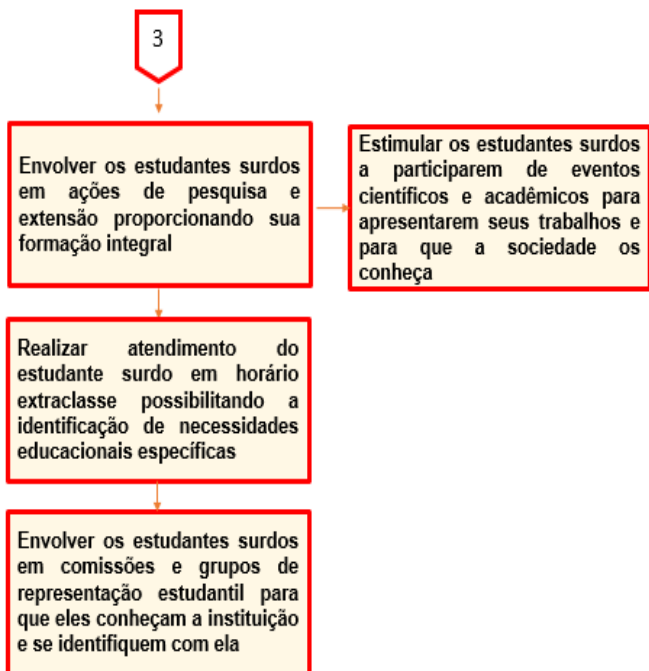 3
Envolver os estudantes surdos
em ações de pesquisa e
extensão proporcionando sua
formação integral
Estimular os estudantes surdos
a participarem de eventos
científicos e acadêmicos para
apresentarem seus trabalhos e
para que a sociedade os
conheça
Realizar atendimento do
estudante surdo em horário
extraclasse possibilitando a
identificação de necessidades
educacionais específicas
Envolver os estudantes surdos
em comissões e grupos de
representação estudantil para
que eles conheçam a instituição
e se identifiquem com ela